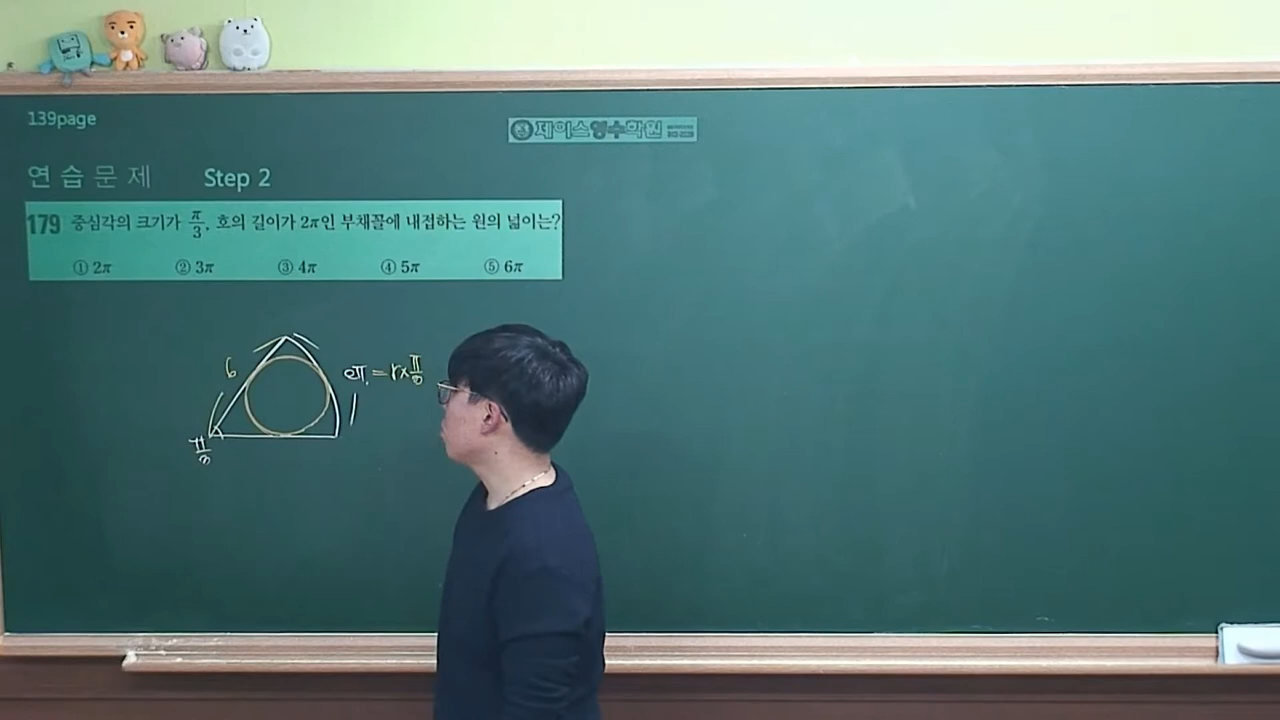 139page
제이스영수학원
연습문제 Step 2
179 중심각의 크기가 π/3, 호의 길이가 2π인 부채꼴에 내접하는 원의 넓이는?
① 2π ② 3π ③ 4π ④ 5π ⑤ 6π
6
2π = r × π/3
π/3